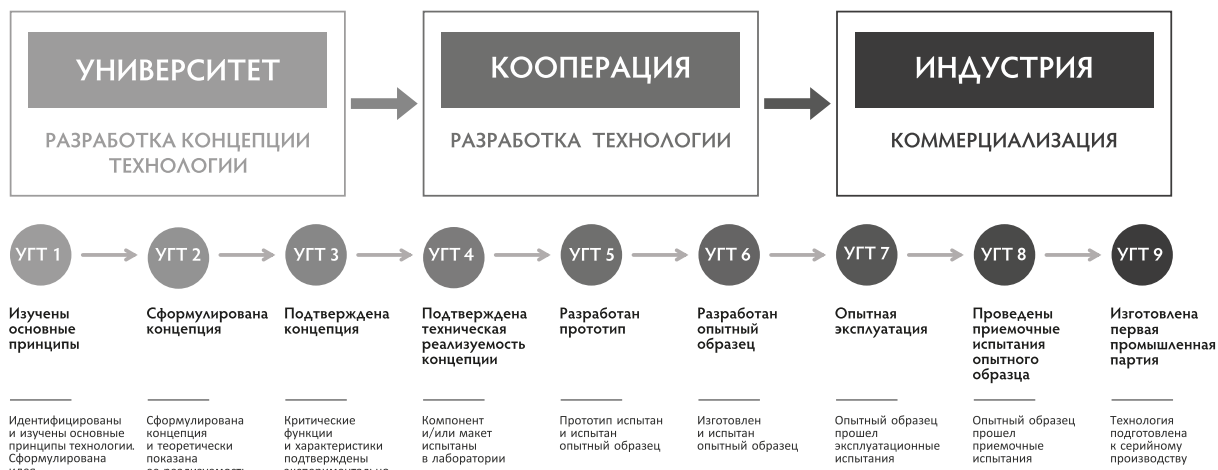 УНИВЕРСИТЕТ
РАЗРАБОТКА КОНЦЕПЦИИ
ТЕХНОЛОГИИ
КООПЕРАЦИЯ
РАЗРАБОТКА ТЕХНОЛОГИИ
ИНДУСТРИЯ
КОММЕРЦИАЛИЗАЦИЯ
УГТ 1
УГТ 2
УГТ 3
УГТ 4
УГТ 5
УГТ 6
УГТ 7
УГТ 8
УГТ 9
Изучены
основные
принципы
Сформулирована
концепция
Подтверждена
концепция
Подтверждена
техническая
реализуемость
концепции
Разработан
прототип
Разработан
опытный
образец
Опытная
эксплуатация
Проведены
приемочные
испытания
опытного
образца
Изготовлена
первая
промышленная
партия
Идентифицированы
и изучены основные
принципы технологии.
Сформулирована
Сформулирована
концепция
и теоретически
показана
Критические
функции
и характеристики
подтверждены
Компонент
и/или макет
испытаны
в лаборатории
Прототип испытан
и испытан
опытный образец
Изготовлен
и испытан
опытный образец
Опытный образец
прошел
эксплуатационные
испытания
Опытный образец
прошел
приемочные
испытания
Технология
подготовлена
к серийному
производству